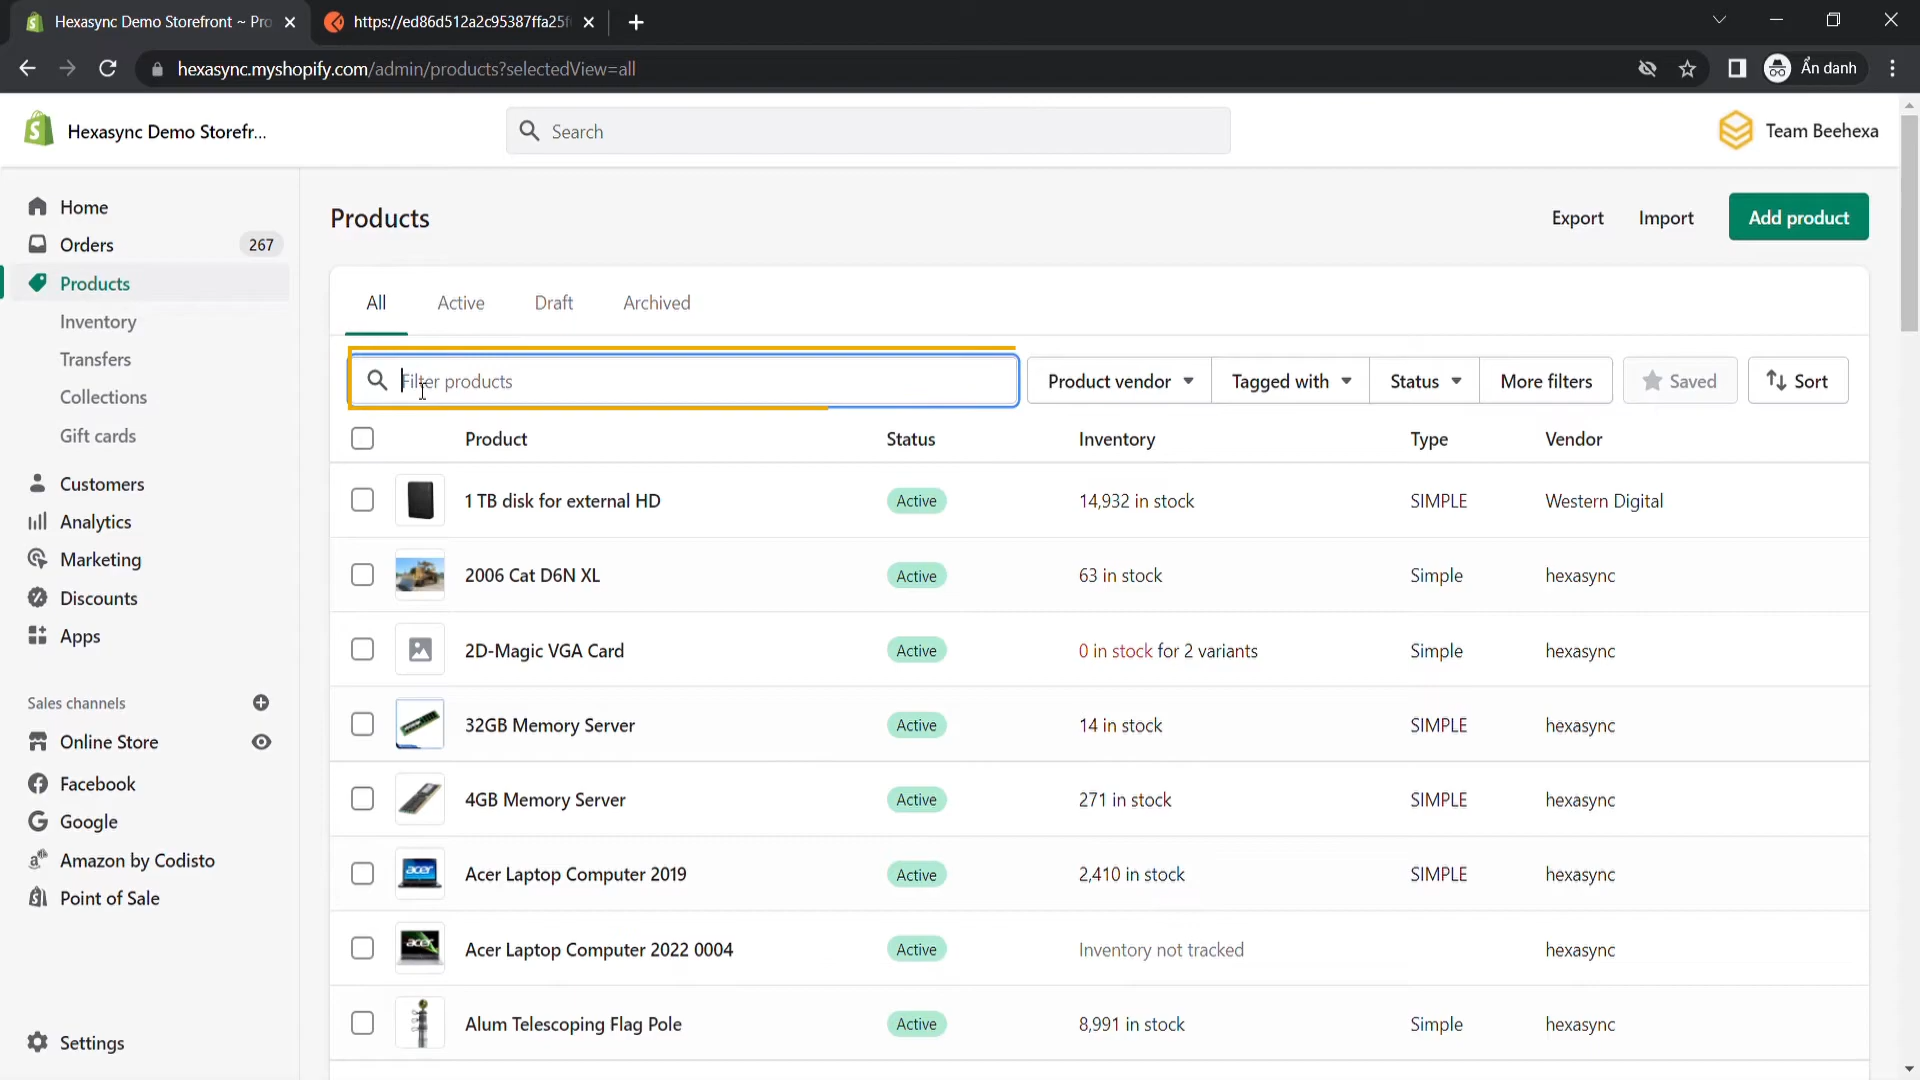 Hexasync Demo Storefront ~ Pro
https://ed86d512a2c95387ffa25f
hexasync.myshopify.com/admin/products?selectedView=all
Ẩn danh
Hexasync Demo Storefr...
Search
Team Beehexa
Home
Orders
267
Products
Inventory
Transfers
Collections
Gift cards
Customers
Analytics
Marketing
Discounts
Apps
Sales channels
Online Store
Facebook
Google
Amazon by Codisto
Point of Sale
Settings
Products
Export
Import
Add product
All
Active
Draft
Archived
Filter products
Product vendor
Tagged with
Status
More filters
Saved
Sort
Product Status Inventory Type Vendor
1 TB disk for external HD Active 14,932 in stock SIMPLE Western Digital
2006 Cat D6N XL Active 63 in stock Simple hexasync
2D-Magic VGA Card Active 0 in stock for 2 variants Simple hexasync
32GB Memory Server Active 14 in stock SIMPLE hexasync
4GB Memory Server Active 271 in stock SIMPLE hexasync
acer
Acer Laptop Computer 2019 Active 2,410 in stock SIMPLE hexasync
acer
Acer Laptop Computer 2022 0004 Active Inventory not tracked hexasync
Alum Telescoping Flag Pole Active 8,991 in stock Simple hexasync